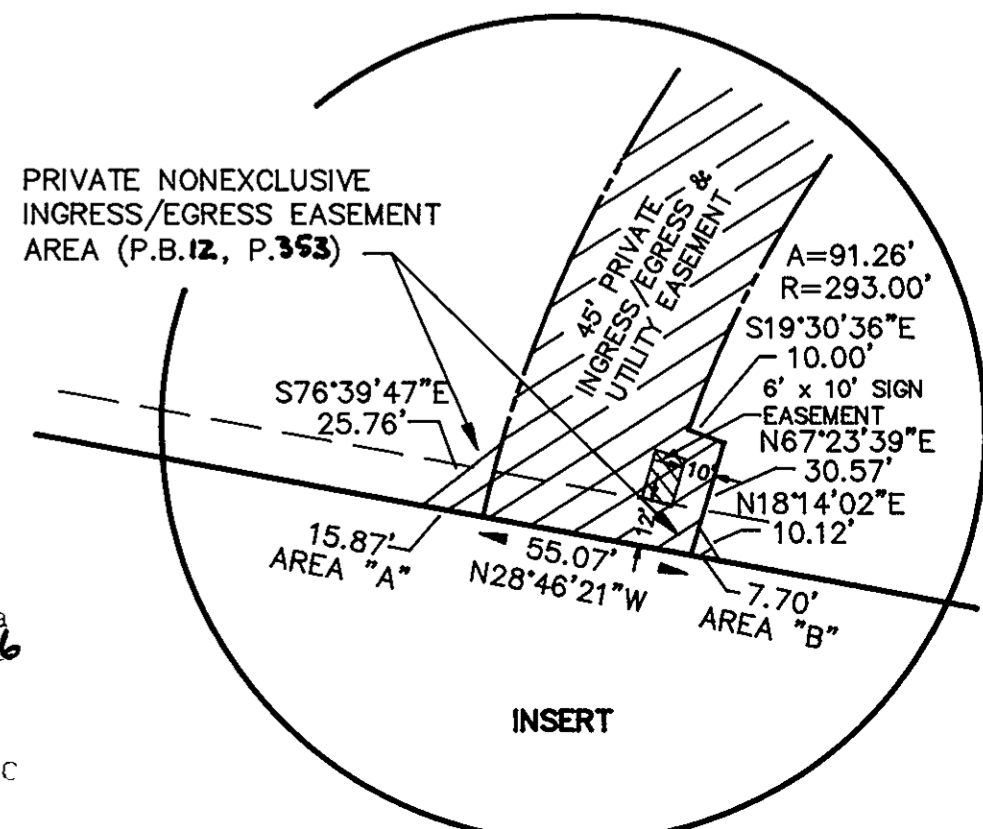 PRIVATE NONEXCLUSIVE
INGRESS/EGRESS EASEMENT
AREA (P.B.12, P.353)
45' PRIVATE
INGRESS/EGRESS &
UTILITY EASEMENT
A=91.26'
R=293.00'
S19°30'36"E
10.00'
6' x 10' SIGN
EASEMENT
N67°23'39"E
30.57'
N18°14'02"E
10.12'
S76°39'47"E
25.76'
10'
12'
15.87'
AREA "A"
55.07'
N28°46'21"W
7.70'
AREA "B"
INSERT
a
6
C